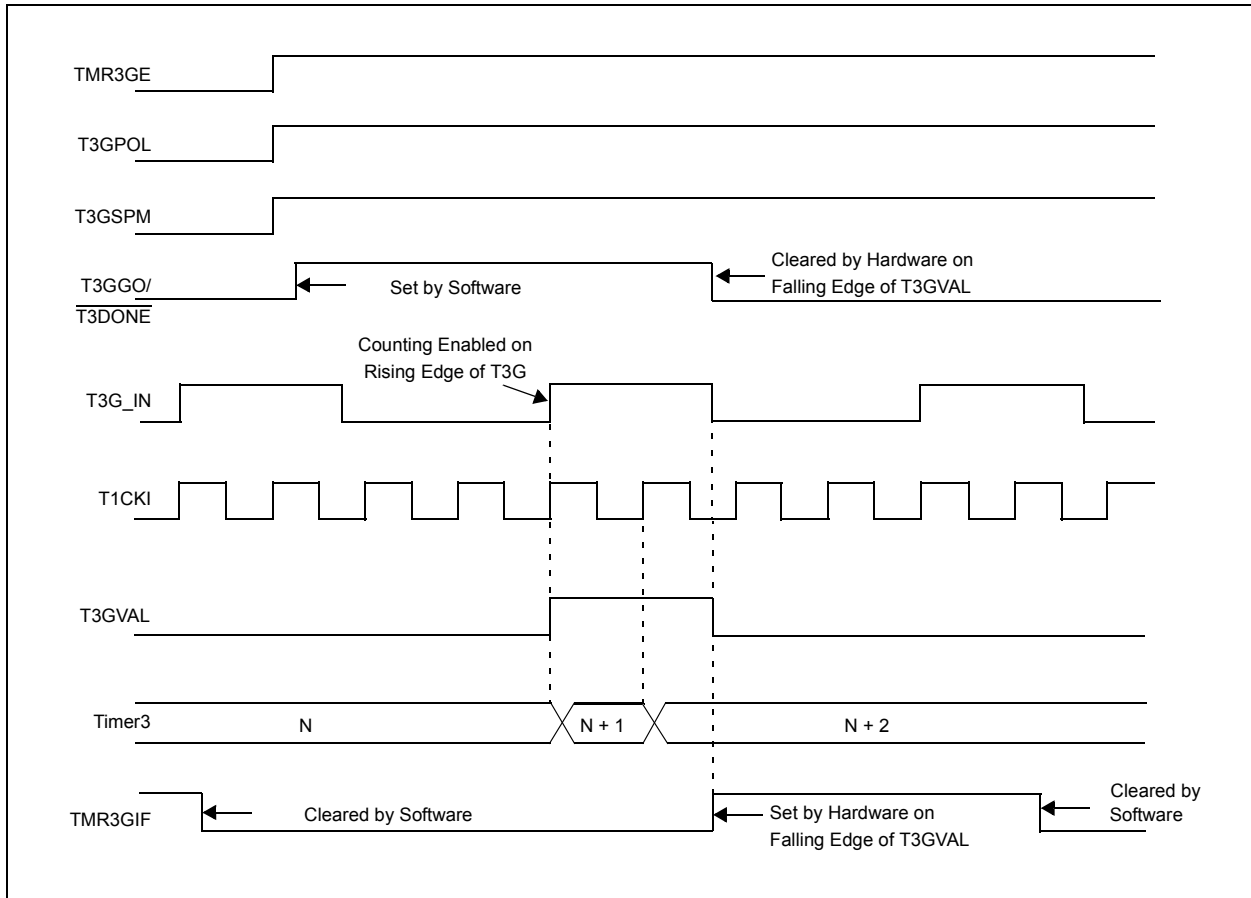 TMR3GE
T3GPOL
T3GSPM
T3GGO/
T3DONE
Set by Software
Cleared by Hardware on
Falling Edge of T3GVAL
Counting Enabled on
Rising Edge of T3G
T3G_IN
T1CKI
T3GVAL
Timer3
N
N + 1
N + 2
TMR3GIF
Cleared by Software
Set by Hardware on
Falling Edge of T3GVAL
Cleared by
Software